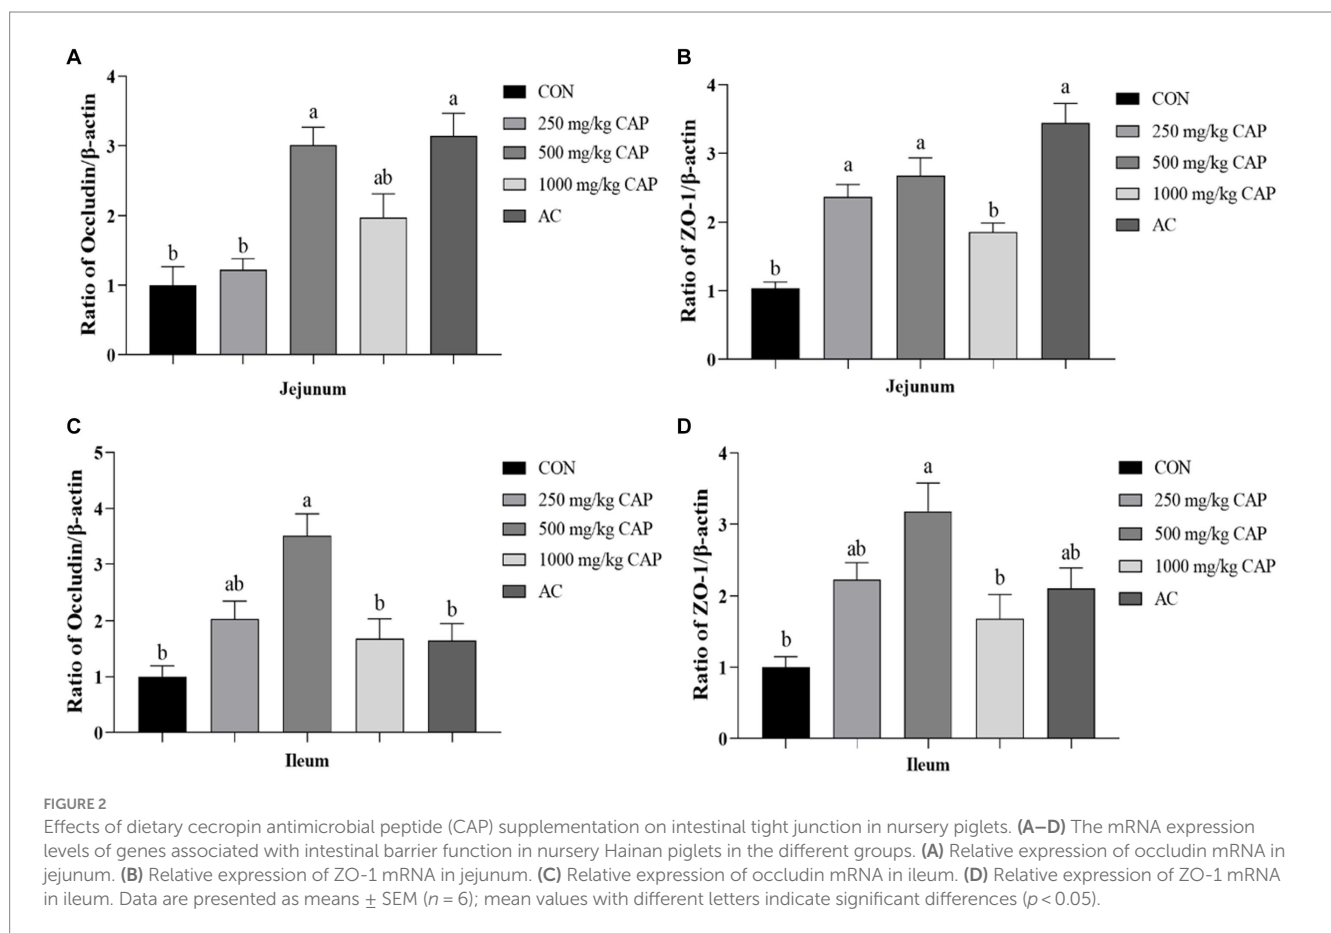 A
Ratio of Occludin/β-actin
4
3
2
1
0
b
b
a
ab
a
Jejunum
CON
250 mg/kg CAP
500 mg/kg CAP
1000 mg/kg CAP
AC
B
Ratio of ZO-1/β-actin
4
3
2
1
0
b
a
a
b
a
Jejunum
CON
250 mg/kg CAP
500 mg/kg CAP
1000 mg/kg CAP
AC
C
Ratio of Occludin/β-actin
5
4
3
2
1
0
b
ab
a
b
b
Ileum
CON
250 mg/kg CAP
500 mg/kg CAP
1000 mg/kg CAP
AC
D
Ratio of ZO-1/β-actin
4
3
2
1
0
b
ab
a
b
ab
Ileum
CON
250 mg/kg CAP
500 mg/kg CAP
1000 mg/kg CAP
AC
FIGURE 2
Effects of dietary cecropin antimicrobial peptide (CAP) supplementation on intestinal tight junction in nursery piglets. (A–D) The mRNA expression
levels of genes associated with intestinal barrier function in nursery Hainan piglets in the different groups. (A) Relative expression of occludin mRNA in
jejunum. (B) Relative expression of ZO-1 mRNA in jejunum. (C) Relative expression of occludin mRNA in ileum. (D) Relative expression of ZO-1 mRNA
in ileum. Data are presented as means ± SEM (n = 6); mean values with different letters indicate significant differences (p < 0.05).